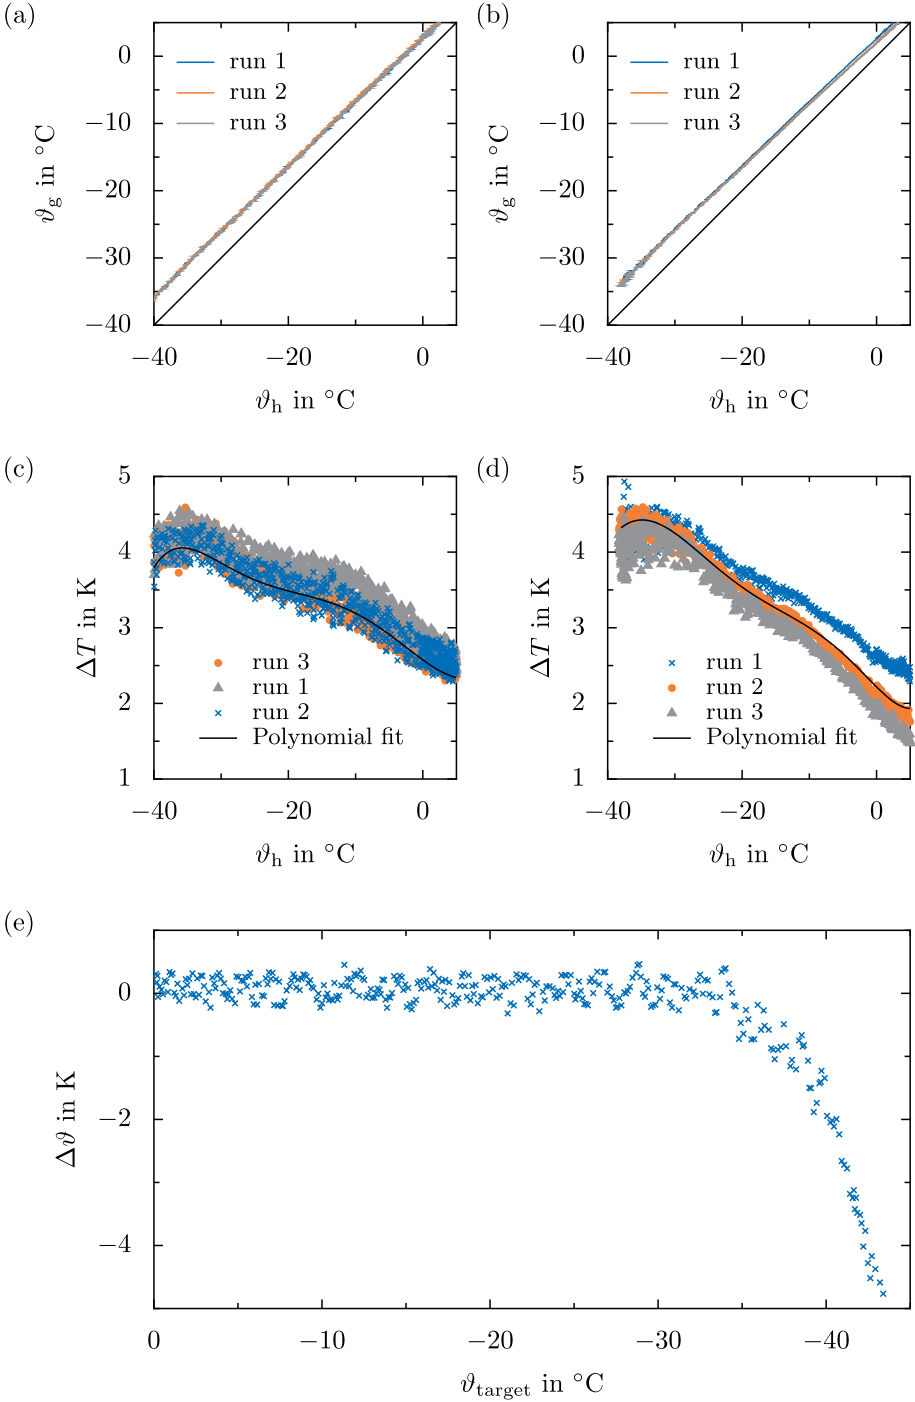 (a)
(b)
0
−10
−20
−30
−40
ϑg in °C
run 1
run 2
run 3
−40
−20
0
ϑh in °C
0
−10
−20
−30
−40
ϑg in °C
run 1
run 2
run 3
−40
−20
0
ϑh in °C
(c)
(d)
5
4
3
2
1
ΔT in K
run 3
run 1
run 2
Polynomial fit
−40
−20
0
ϑh in °C
5
4
3
2
1
ΔT in K
run 1
run 2
run 3
Polynomial fit
−40
−20
0
ϑh in °C
(e)
0
−2
−4
Δϑ in K
0
−10
−20
−30
−40
ϑtarget in °C